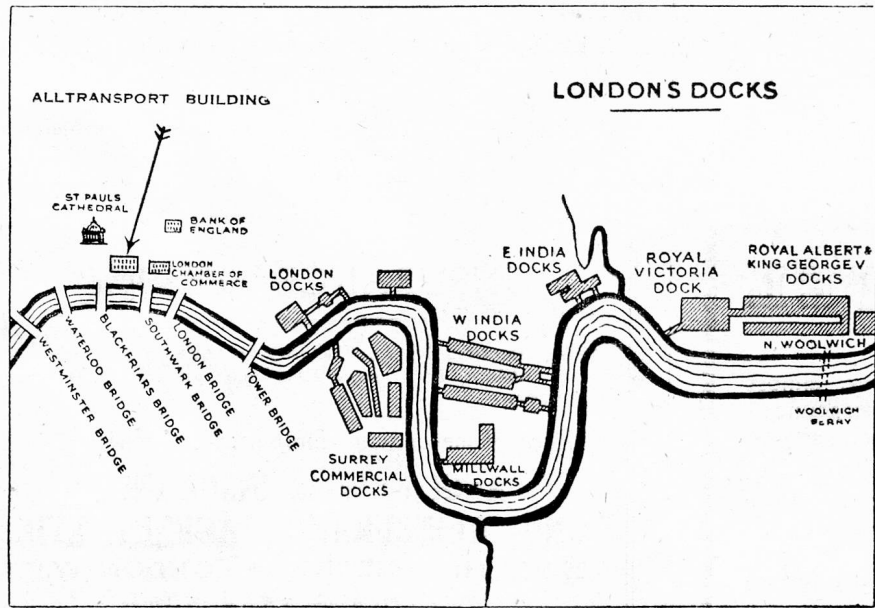 LONDON'S DOCKS
ALLTRANSPORT BUILDING
ST PAULS
CATHEDRAL
BANK OF
ENGLAND
LONDON
CHAMBER OF
COMMERCE
LONDON
DOCKS
E. INDIA
DOCKS
ROYAL
VICTORIA
DOCK
ROYAL ALBERT &
KING GEORGE V
DOCKS
W INDIA
DOCKS
N. WOOLWICH
WOOLWICH
FERRY
WESTMINSTER BRIDGE
WATERLOO BRIDGE
BLACKFRIARS BRIDGE
SOUTHWARK BRIDGE
LONDON BRIDGE
TOWER BRIDGE
SURREY
COMMERCIAL
DOCKS
MILLWALL
DOCKS